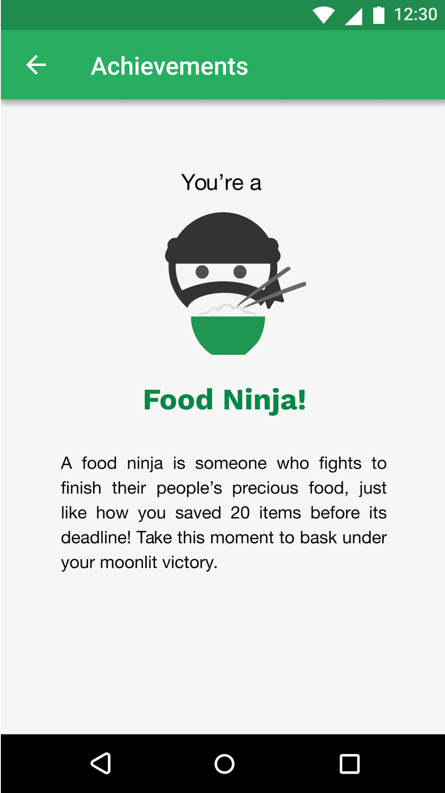 12:30
Achievements
You’re a
Food Ninja!
A food ninja is someone who fights to
finish their people’s precious food, just
like how you saved 20 items before its
deadline! Take this moment to bask under
your moonlit victory.